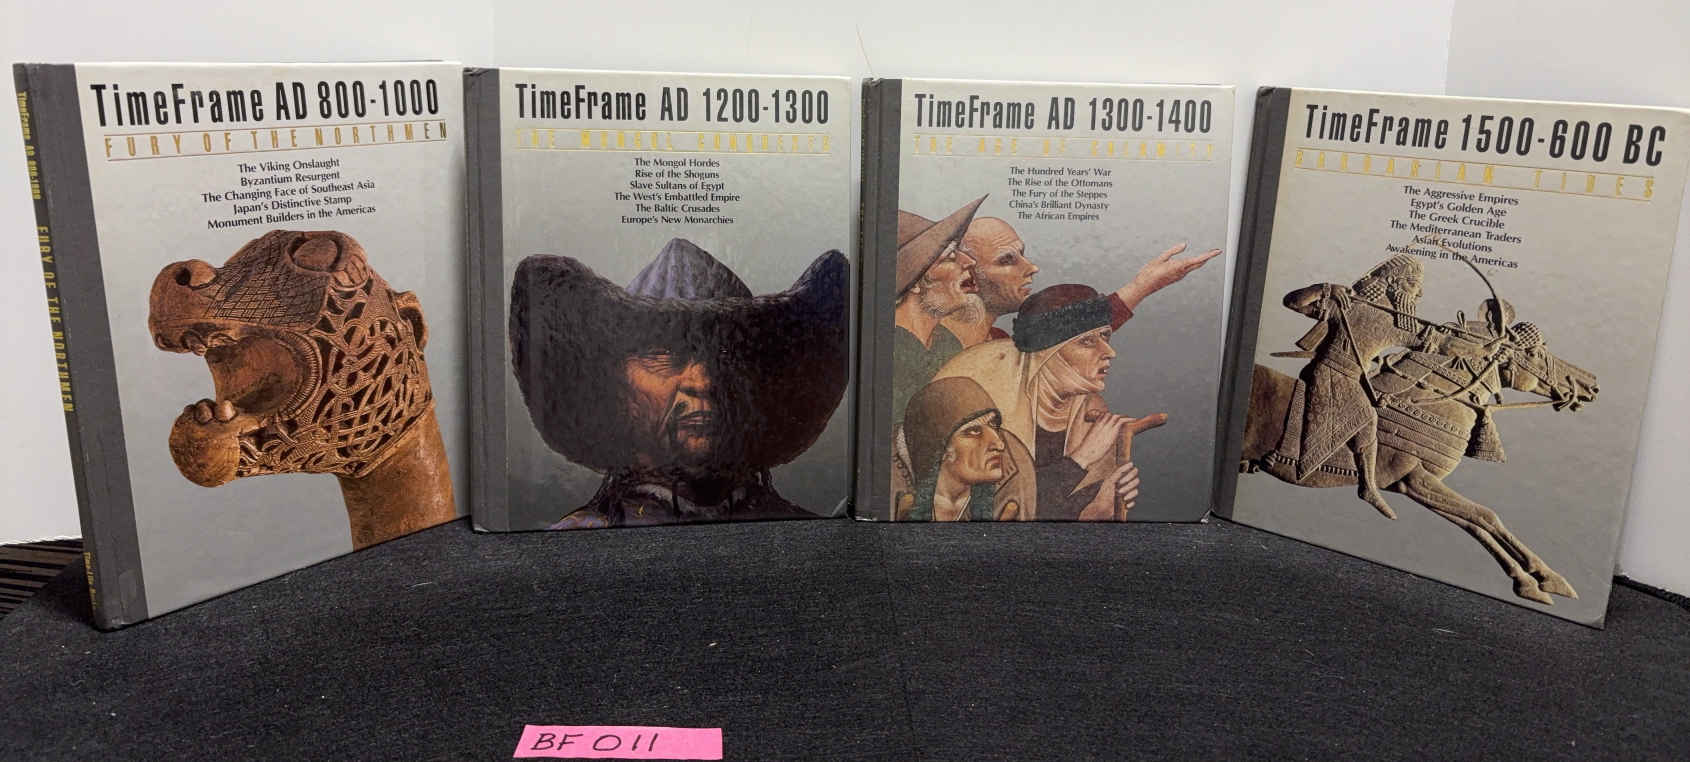 TimeFrame AD 800-1000 FURY OF THE NORTHMEN
TimeFrame AD 800-1000
FURY OF THE NORTHMEN
The Viking Onslaught
Byzantium Resurgent
The Changing Face of Southeast Asia
Japan's Distinctive Stamp
Monument Builders in the Americas
TimeFrame AD 1200-1300
THE MONGOL CONQUESTS
The Mongol Hordes
Rise of the Shoguns
Slave Sultans of Egypt
The West's Embattled Empire
The Baltic Crusades
Europe's New Monarchies
TimeFrame AD 1300-1400
THE AGE OF CALAMITY
The Hundred Years' War
The Rise of the Ottomans
The Fury of the Steppes
China's Brilliant Dynasty
The African Empires
TimeFrame 1500-600 BC
BARBARIAN TIDES
The Aggressive Empires
Egypt's Golden Age
The Greek Crucible
The Mediterranean Traders
Asian Evolutions
Awakening in the Americas
BF 011